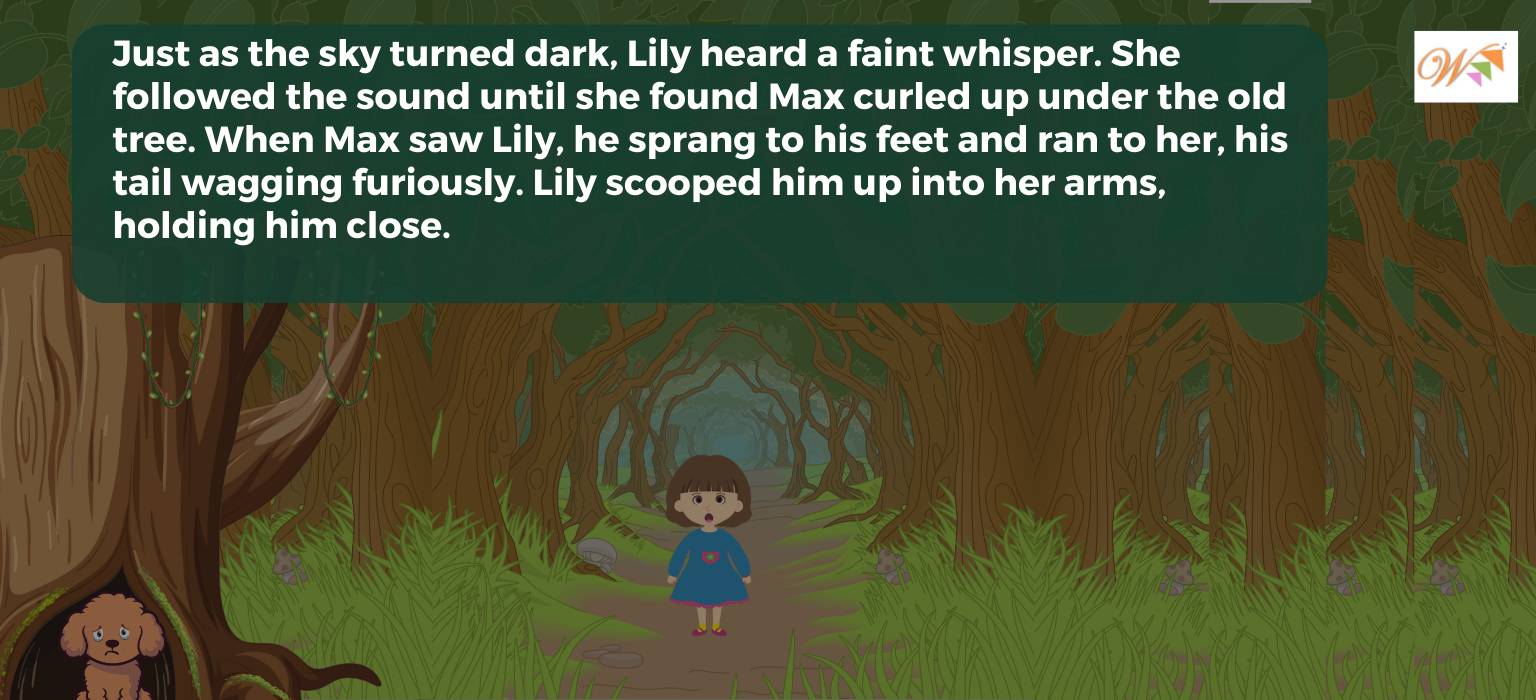 Just as the sky turned dark, Lily heard a faint whisper. She
followed the sound until she found Max curled up under the old
tree. When Max saw Lily, he sprang to his feet and ran to her, his
tail wagging furiously. Lily scooped him up into her arms,
holding him close.
W